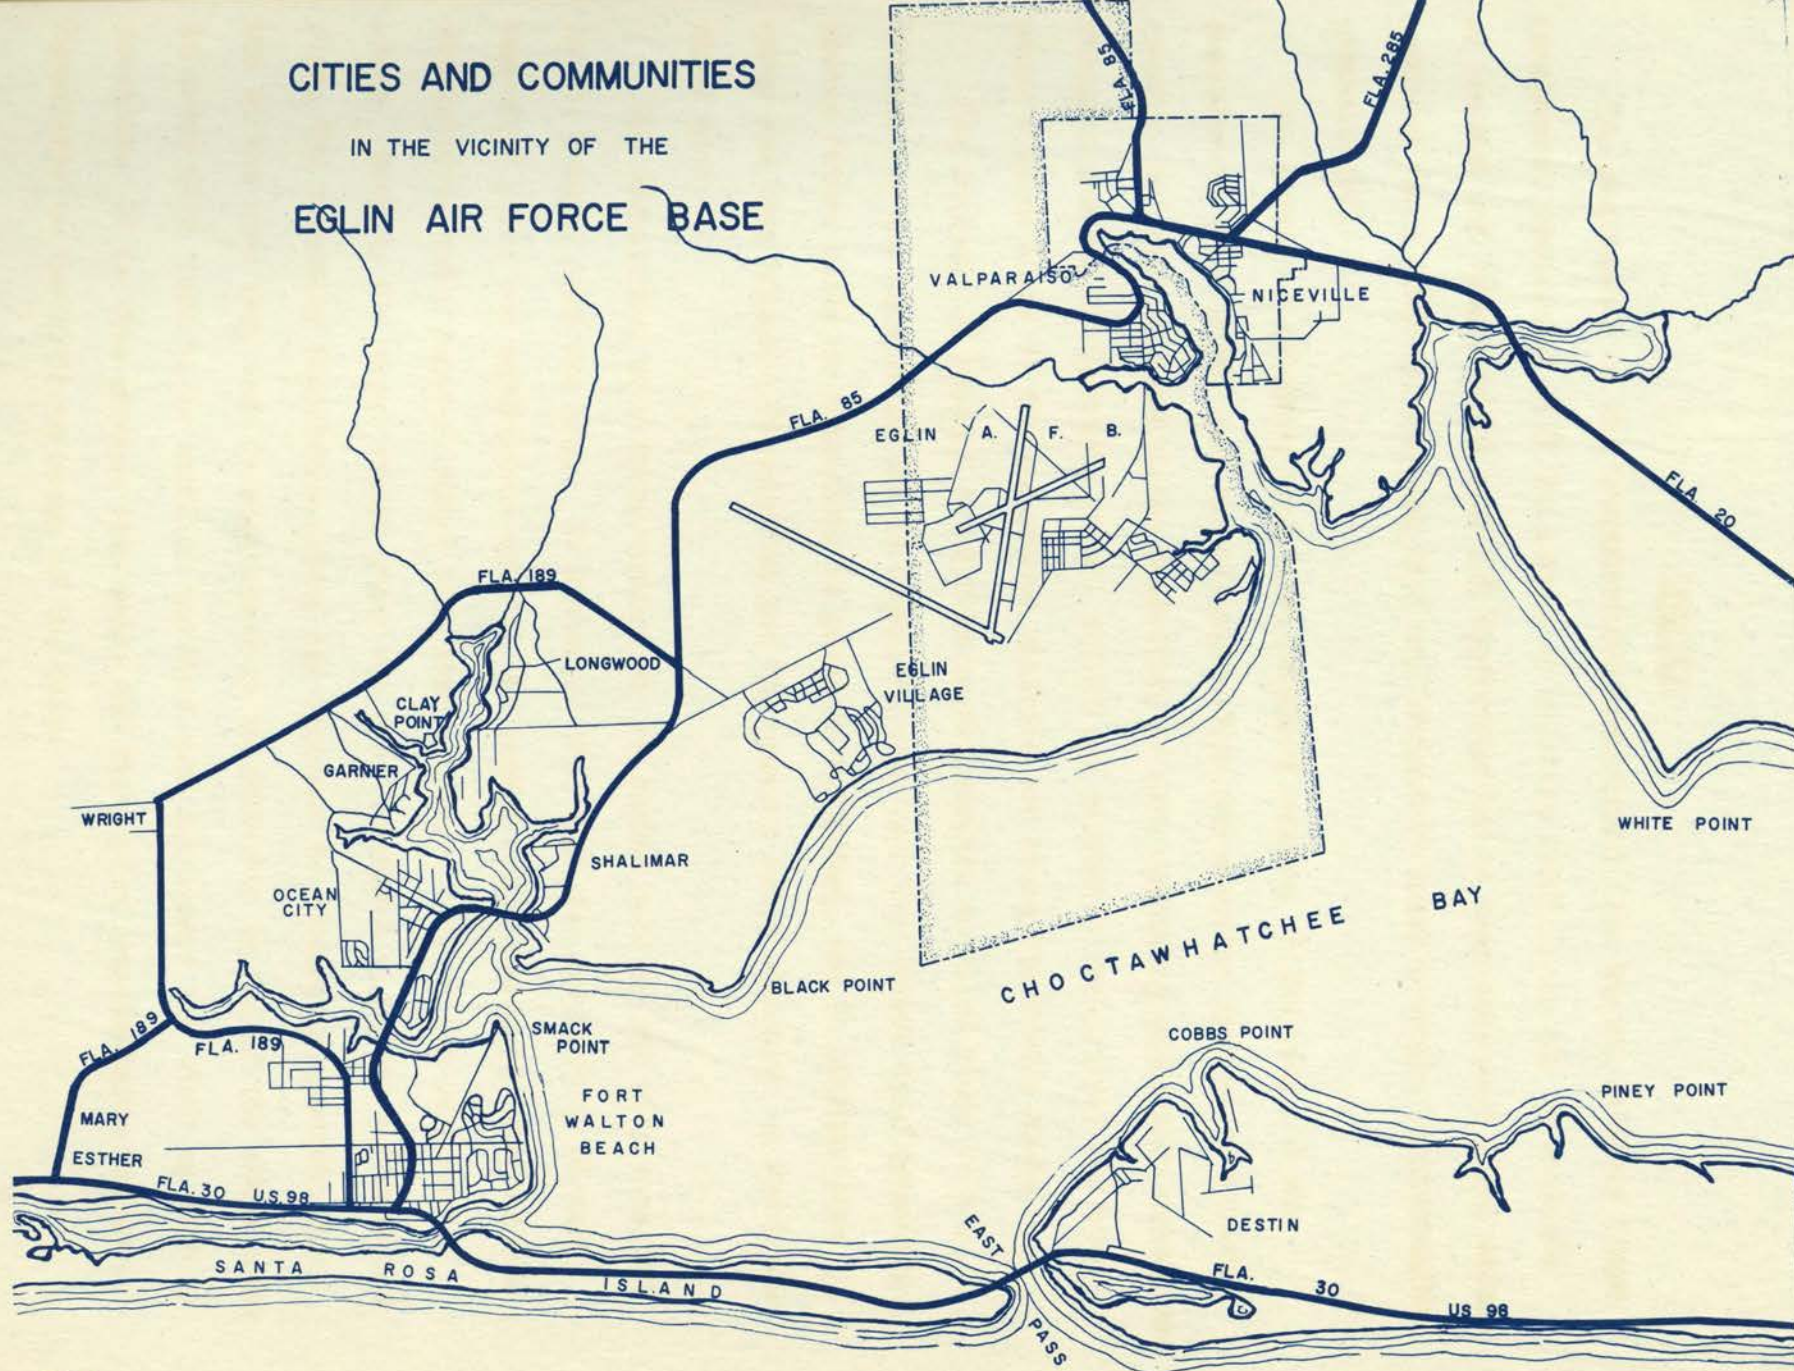 CITIES AND COMMUNITIES
IN THE VICINITY OF THE
EGLIN AIR FORCE BASE
FLA. 85
FLA. 285
VALPARAISO
NICEVILLE
FLA. 85
EGLIN A. F. B.
FLA. 20
FLA. 189
LONGWOOD
EGLIN
VILLAGE
CLAY
POINT
GARNIER
WRIGHT
WHITE POINT
SHALIMAR
OCEAN
CITY
CHOCTAWHATCHEE BAY
BLACK POINT
SMACK
POINT
COBBS POINT
FLA. 189
FLA. 189
FORT
WALTON
BEACH
PINEY POINT
MARY
ESTHER
FLA. 30 U.S. 98
DESTIN
EAST
PASS
SANTA ROSA ISLAND
FLA. 30
US 98